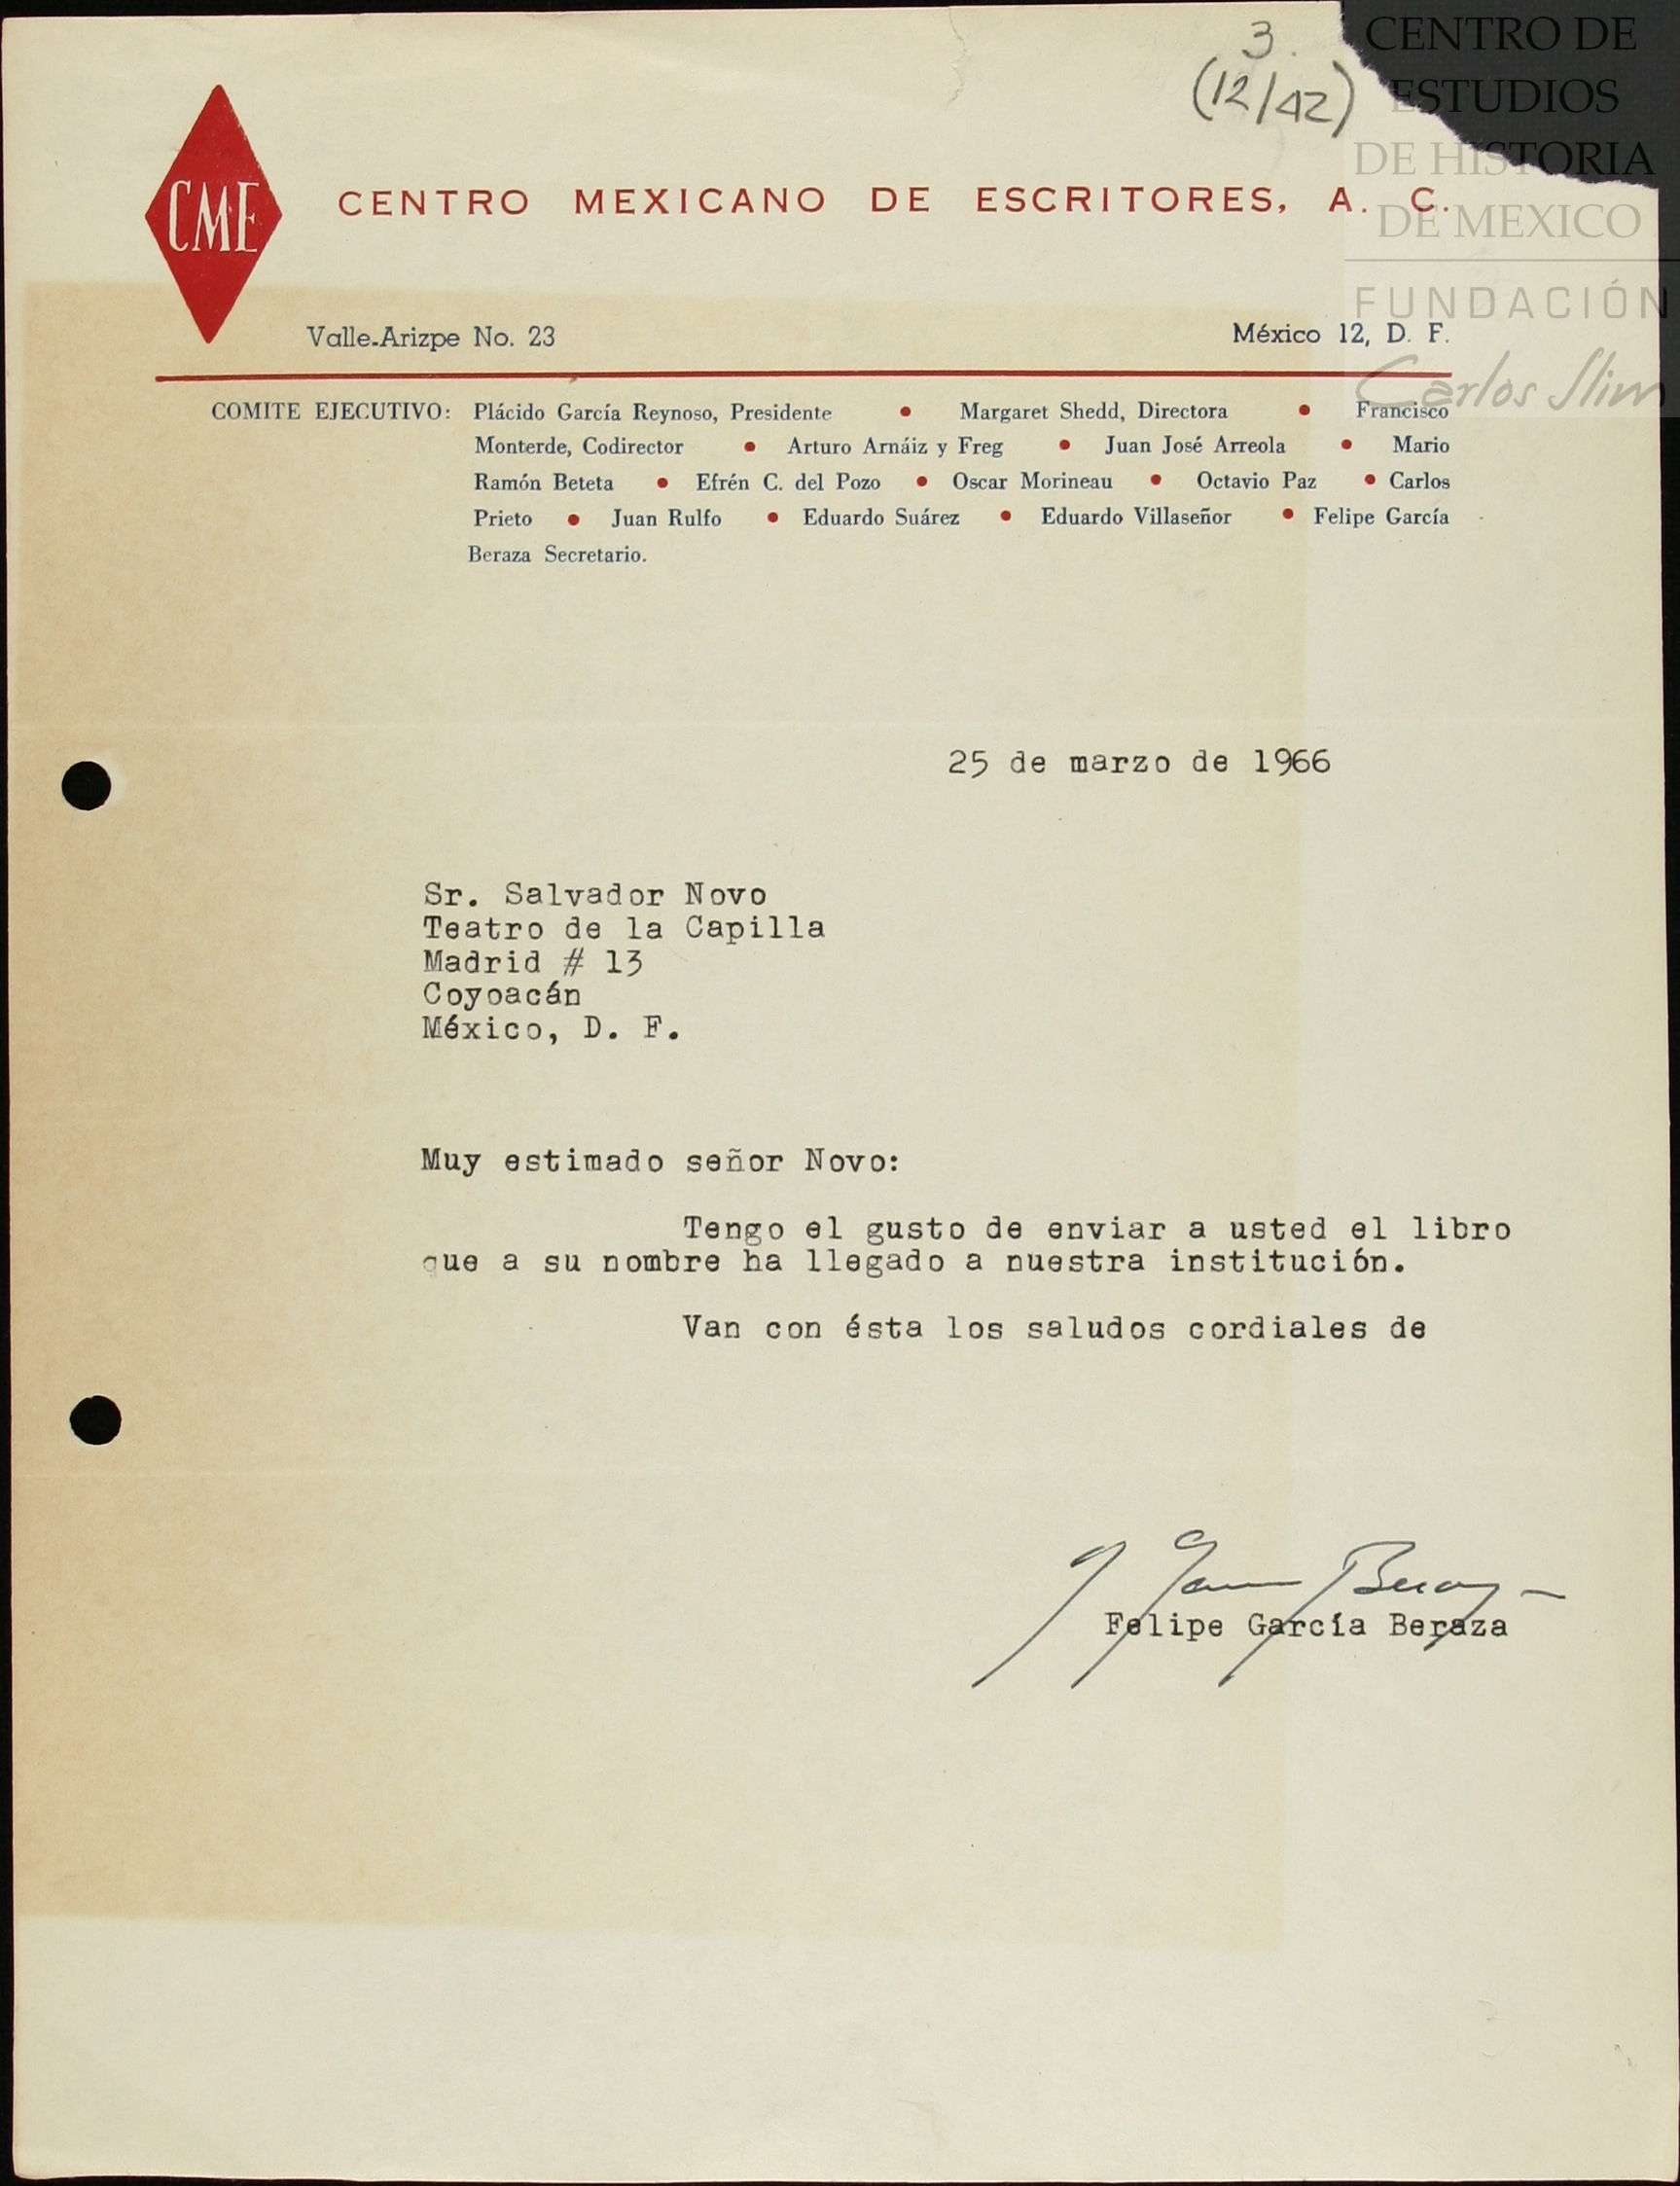 3.
(12/42)
CENTRO DE
ESTUDIOS
DE HISTORIA
DE MEXICO
FUNDACIÓN
Carlos Slim
CME
CENTRO MEXICANO DE ESCRITORES, A. C.
Valle-Arizpe No. 23 México 12, D. F.
COMITE EJECUTIVO: Plácido García Reynoso, Presidente • Margaret Shedd, Directora • Francisco
Monterde, Codirector • Arturo Arnáiz y Freg • Juan José Arreola • Mario
Ramón Beteta • Efrén C. del Pozo • Oscar Morineau • Octavio Paz • Carlos
Prieto • Juan Rulfo • Eduardo Suárez • Eduardo Villaseñor • Felipe García
Beraza Secretario.
25 de marzo de 1966
Sr. Salvador Novo
Teatro de la Capilla
Madrid # 13
Coyoacán
México, D. F.
Muy estimado señor Novo:
Tengo el gusto de enviar a usted el libro
que a su nombre ha llegado a nuestra institución.
Van con ésta los saludos cordiales de
Felipe García Beraza